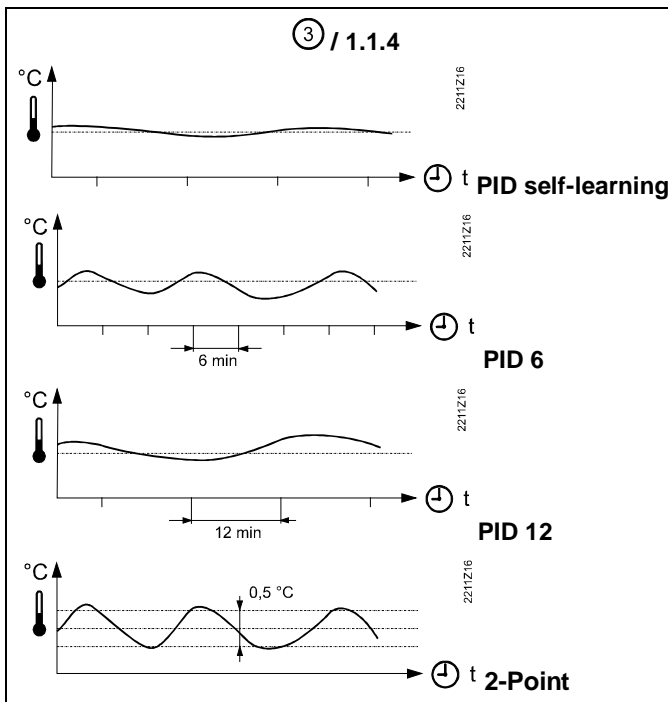 3 / 1.1.4
°C
2211Z16
t PID self-learning
°C
2211Z16
t
6 min
PID 6
°C
2211Z16
t
12 min
PID 12
°C
2211Z16
0,5 °C
t 2-Point